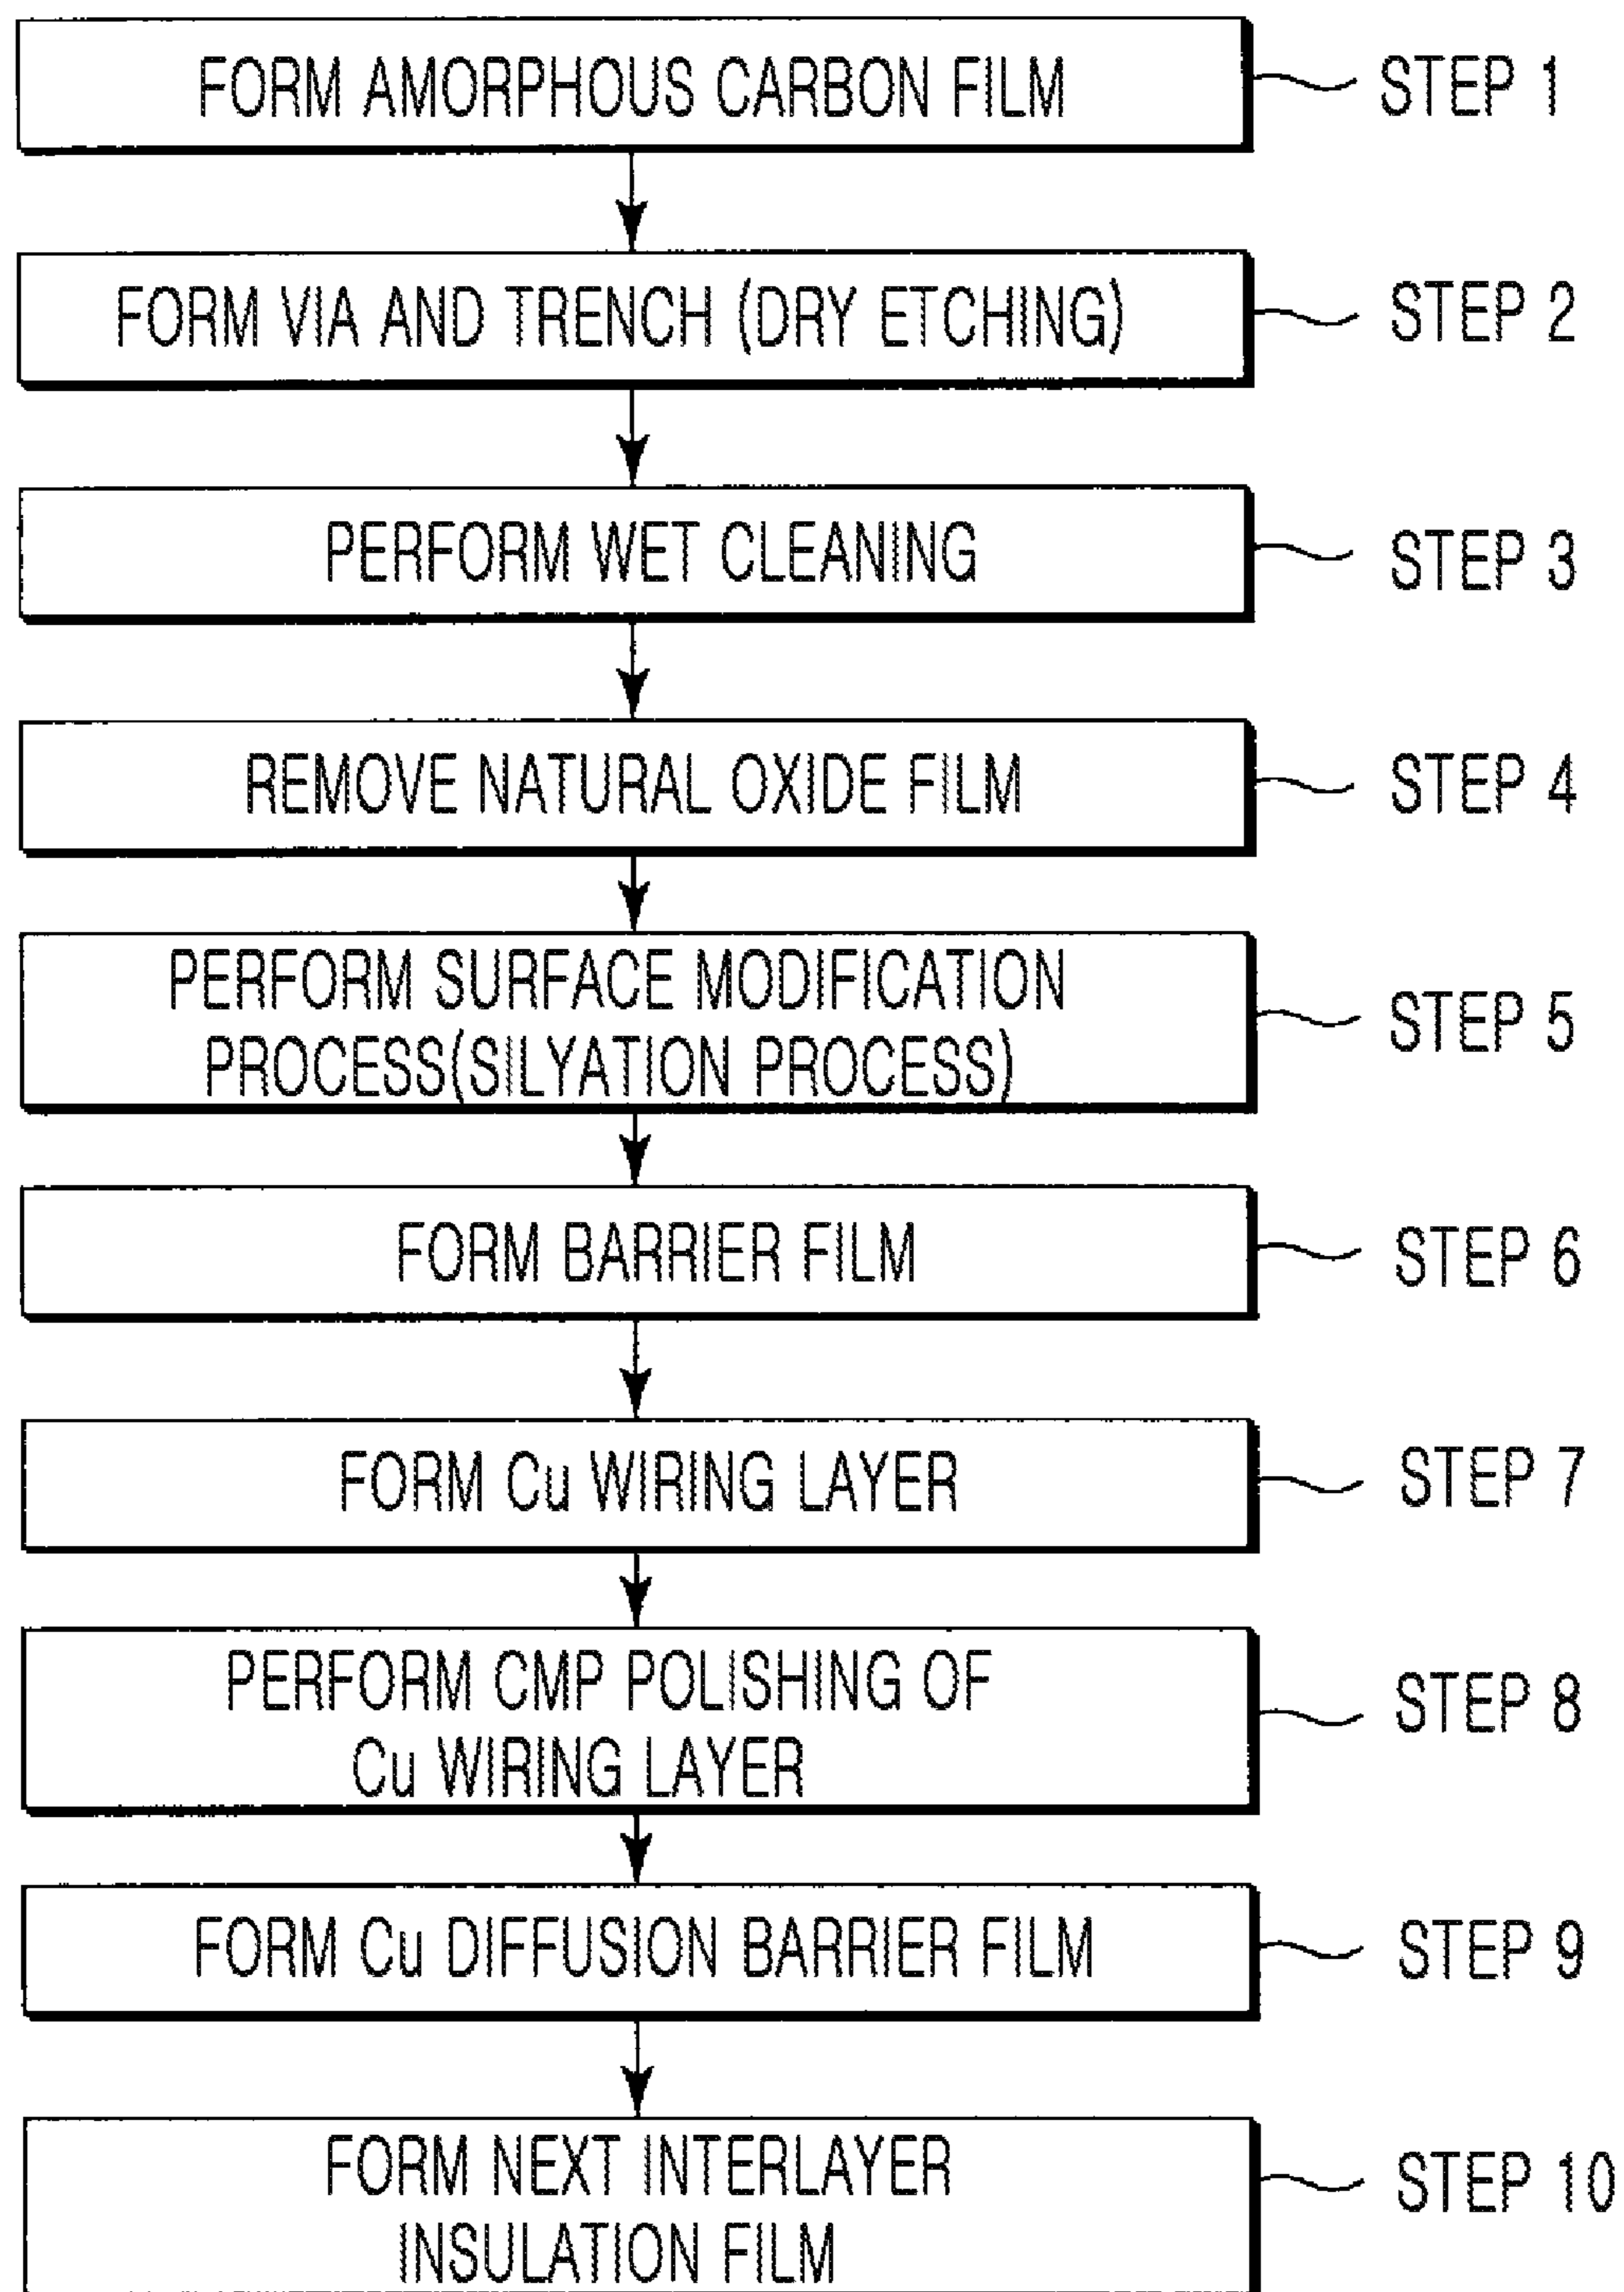 FORM AMORPHOUS CARBON FILM STEP 1
FORM VIA AND TRENCH (DRY ETCHING) STEP 2
PERFORM WET CLEANING STEP 3
REMOVE NATURAL OXIDE FILM STEP 4
PERFORM SURFACE MODIFICATION
PROCESS(SILYATION PROCESS) STEP 5
FORM BARRIER FILM STEP 6
FORM Cu WIRING LAYER STEP 7
PERFORM CMP POLISHING OF
Cu WIRING LAYER STEP 8
FORM Cu DIFFUSION BARRIER FILM STEP 9
FORM NEXT INTERLAYER
INSULATION FILM STEP 10